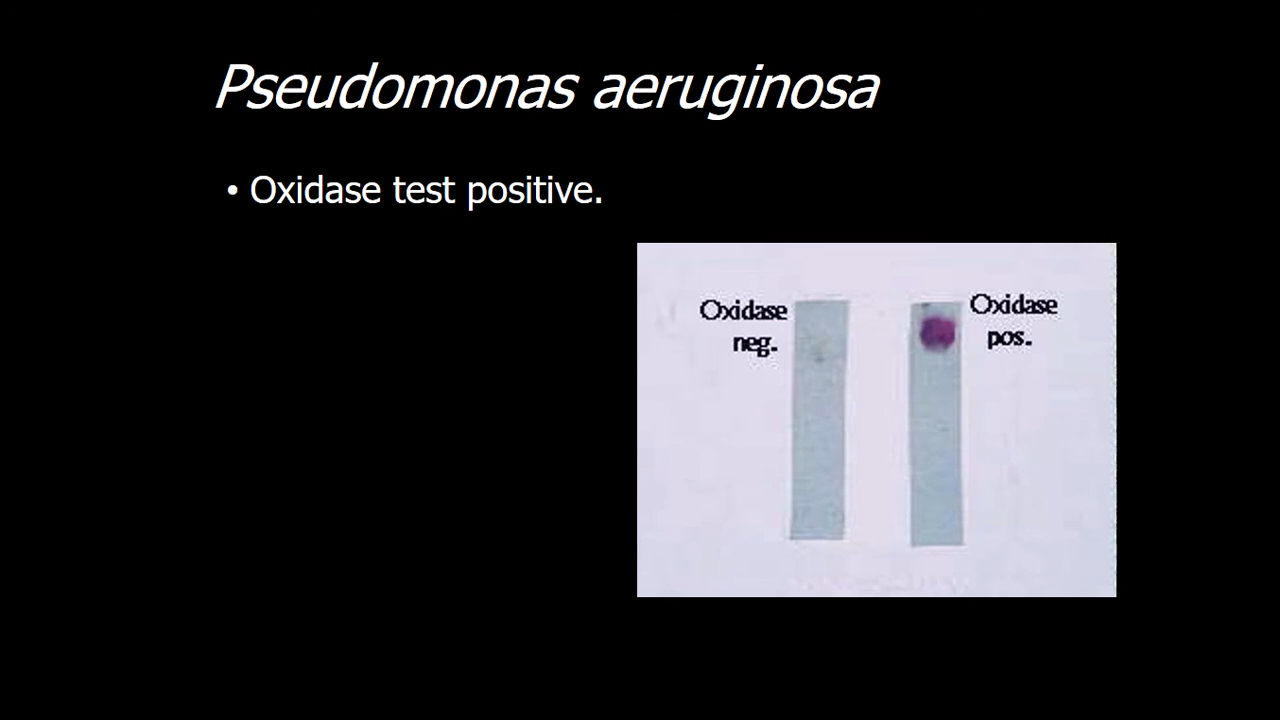 Pseudomonas aeruginosa
• Oxidase test positive.
Oxidase
neg.
Oxidase
pos.